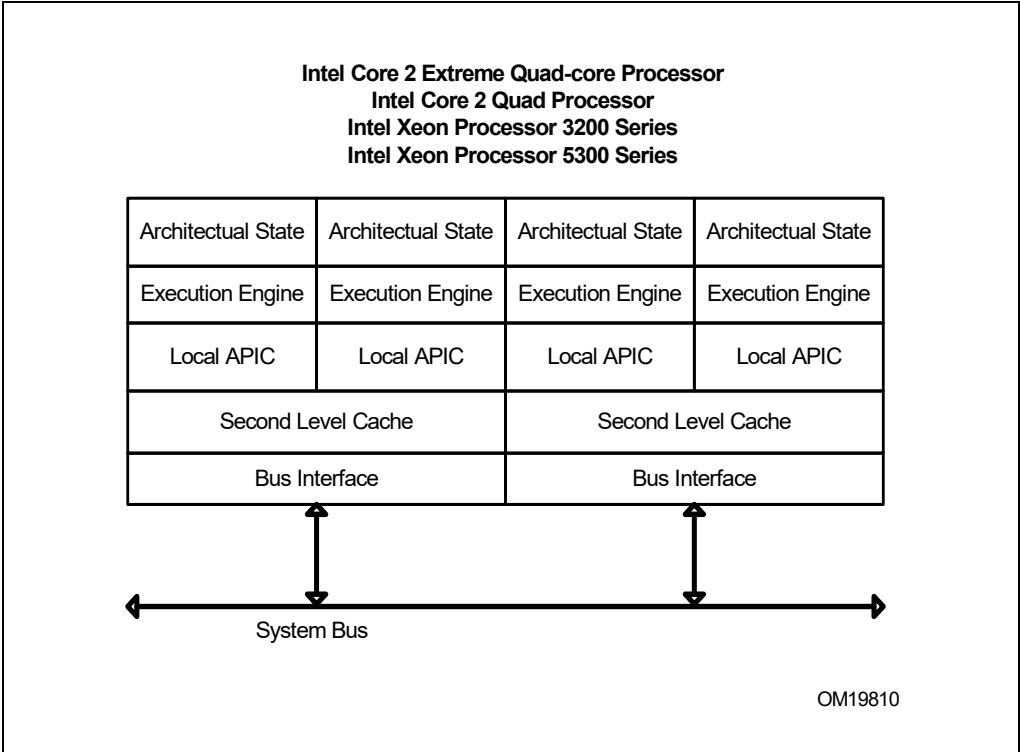 Intel Core 2 Extreme Quad-core Processor
Intel Core 2 Quad Processor
Intel Xeon Processor 3200 Series
Intel Xeon Processor 5300 Series
Architectual State Architectual State Architectual State Architectual State
Execution Engine Execution Engine Execution Engine Execution Engine
Local APIC Local APIC Local APIC Local APIC
Second Level Cache Second Level Cache
Bus Interface Bus Interface
System Bus
OM19810